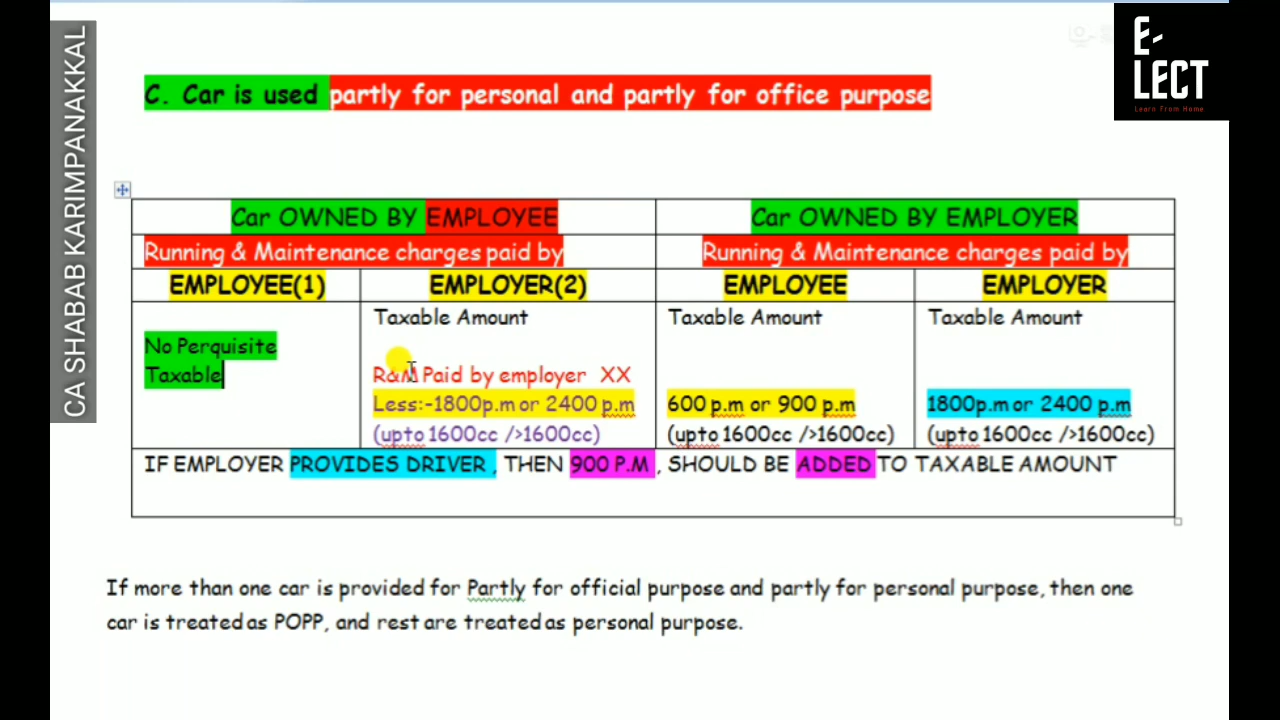 E-
LECT
Learn From Home
CA SHABAB KARIMPANAKKAL
C. Car is used partly for personal and partly for office purpose
Car OWNED BY EMPLOYEE
Car OWNED BY EMPLOYER
Running & Maintenance charges paid by
Running & Maintenance charges paid by
EMPLOYEE(1)
EMPLOYER(2)
EMPLOYEE
EMPLOYER
No Perquisite
Taxable
Taxable Amount
R&M Paid by employer XX
Less:-1800p.m or 2400 p.m
(upto 1600cc />1600cc)
Taxable Amount
600 p.m or 900 p.m
(upto 1600cc />1600cc)
Taxable Amount
1800p.m or 2400 p.m
(upto 1600cc />1600cc)
IF EMPLOYER PROVIDES DRIVER , THEN 900 P.M , SHOULD BE ADDED TO TAXABLE AMOUNT
If more than one car is provided for Partly for official purpose and partly for personal purpose, then one
car is treated as POPP, and rest are treated as personal purpose.